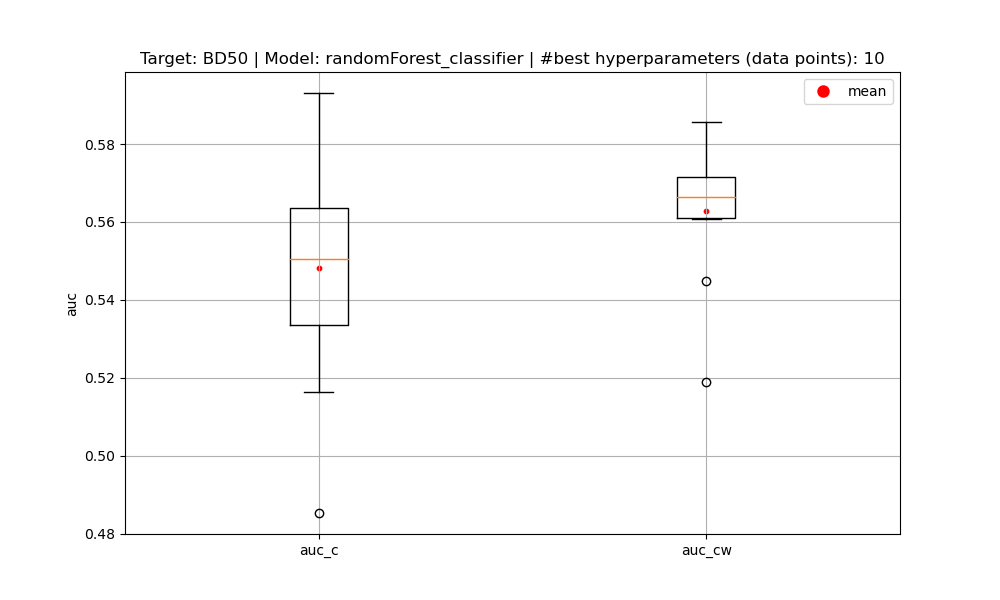 Target: BD50 | Model: randomForest_classifier | #best hyperparameters (data points): 10
mean
0.58
0.56
0.54
0.52
0.50
0.48
auc
auc_c
auc_cw